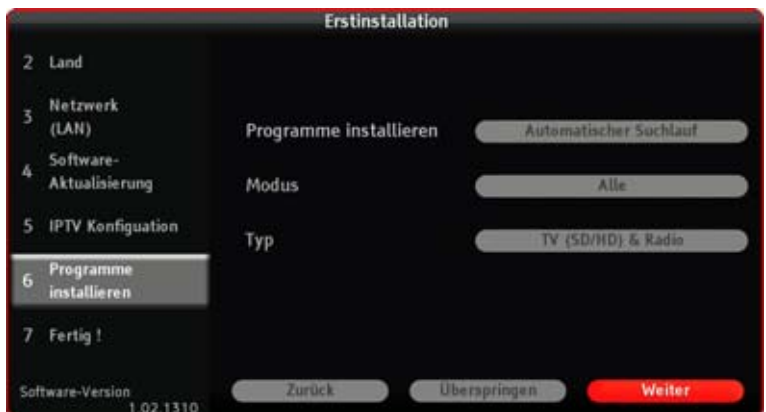 Erstinstallation
2 Land
3 Netzwerk
(LAN)
4 Software-
Aktualisierung
5 IPTV Konfiguation
6 Programme
installieren
7 Fertig !
Software-Version
1.02.1310
Programme installieren Automatischer Suchlauf
Modus Alle
Typ TV (SD/HD) & Radio
Zurück Überspringen Weiter